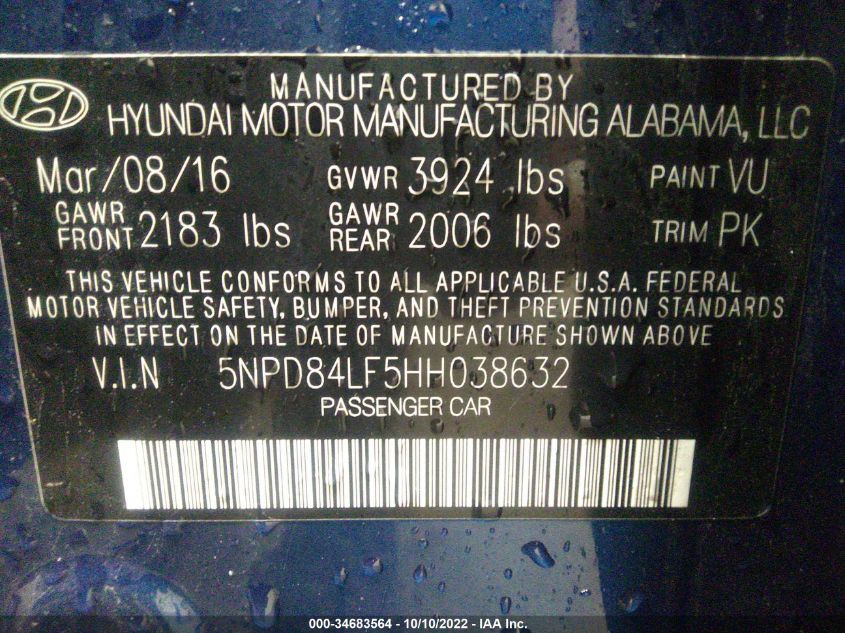 MANUFACTURED BY
HYUNDAI MOTOR MANUFACTURING ALABAMA, LLC
Mar/08/16 GVWR 3924 lbs PAINT VU
GAWR FRONT 2183 lbs GAWR REAR 2006 lbs TRIM PK
THIS VEHICLE CONFORMS TO ALL APPLICABLE U.S.A. FEDERAL
MOTOR VEHICLE SAFETY, BUMPER, AND THEFT PREVENTION STANDARDS
IN EFFECT ON THE DATE OF MANUFACTURE SHOWN ABOVE
V.I.N 5NPD84LF5HH038632
PASSENGER CAR
000-34683564 - 10/10/2022 - IAA Inc.